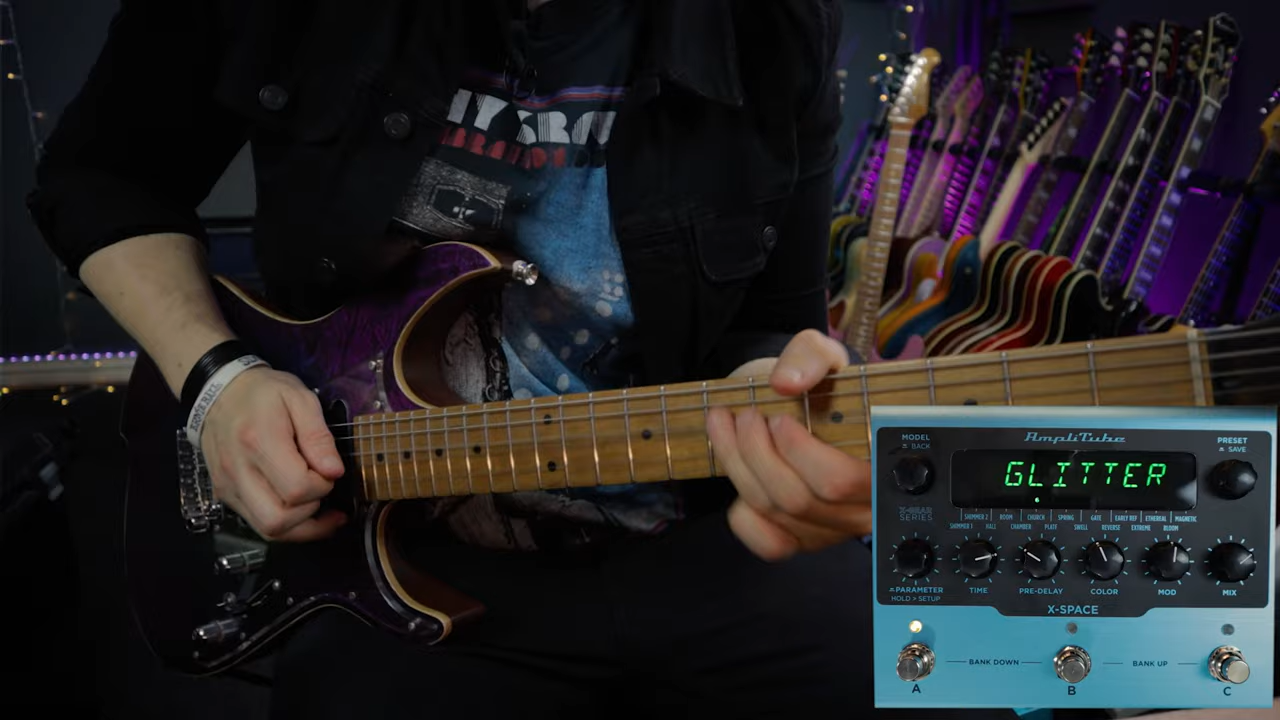 MODEL
BACK
AmpliTube
PRESET
SAVE
GLITTER
X-GEAR
SERIES
SHIMMER 2 ROOM CHURCH SPRING GATE EARLY REF ETHEREAL MAGNETIC
SHIMMER 1 HALL CHAMBER PLATE SWELL REVERSE EXTREME BLOOM
PARAMETER TIME PRE-DELAY COLOR MOD MIX
HOLD > SETUP
X-SPACE
BANK DOWN BANK UP
A B C